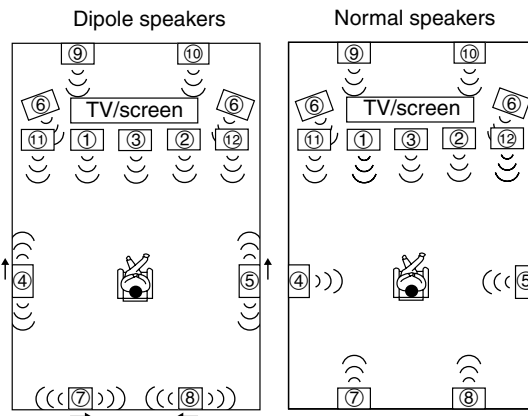 Dipole speakers Normal speakers
⑨ ⑩ ⑨ ⑩
⑥ TV/screen ⑥ ⑥ TV/screen ⑥
⑪ ① ③ ② ⑫ ⑪ ① ③ ② ⑫
④ ⑤ ④ ⑤
⑦ ⑧ ⑦ ⑧